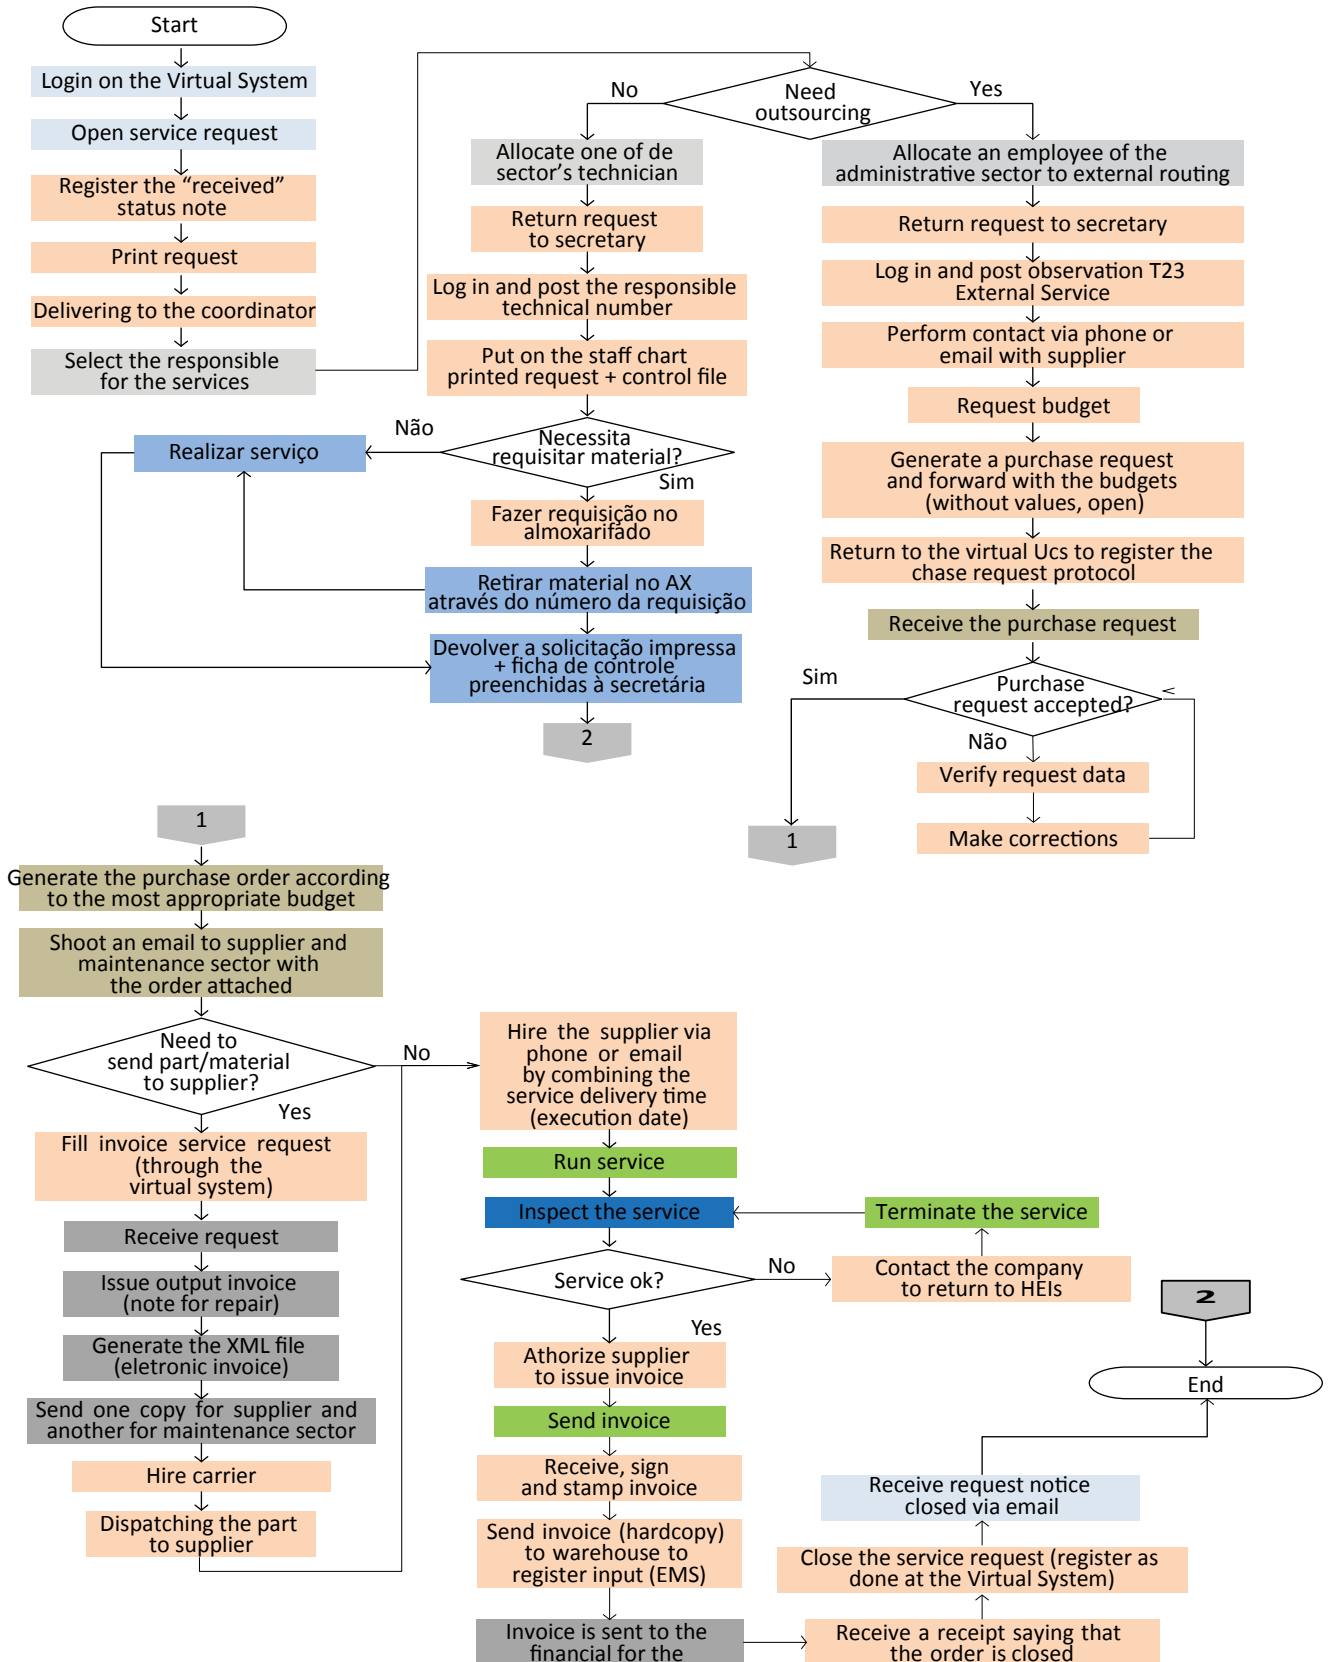 Start
Login on the Virtual System
Open service request
Register the “received”
status note
Print request
Delivering to the coordinator
Select the responsible
for the services
Need
outsourcing
No
Yes
Allocate one of de
sector’s technician
Return request
to secretary
Log in and post the responsible
technical number
Put on the staff chart
printed request + control file
Necessita
requisitar material?
Não
Sim
Realizar serviço
Fazer requisição no
almoxarifado
Retirar material no AX
através do número da requisição
Devolver a solicitação impressa
+ ficha de controle
preenchidas à secretária
2
Allocate an employee of the
administrative sector to external routing
Return request to secretary
Log in and post observation T23
External Service
Perform contact via phone or
email with supplier
Request budget
Generate a purchase request
and forward with the budgets
(without values, open)
Return to the virtual Ucs to register the
chase request protocol
Receive the purchase request
Purchase
request accepted?
Sim
Não
Verify request data
Make corrections
1
1
Generate the purchase order according
to the most appropriate budget
Shoot an email to supplier and
maintenance sector with
the order attached
Need to
send part/material
to supplier?
No
Yes
Fill invoice service request
(through the
virtual system)
Receive request
Issue output invoice
(note for repair)
Generate the XML file
(eletronic invoice)
Send one copy for supplier and
another for maintenance sector
Hire carrier
Dispatching the part
to supplier
Hire the supplier via
phone or email
by combining the
service delivery time
(execution date)
Run service
Inspect the service
Terminate the service
Service ok?
No
Contact the company
to return to HEIs
Yes
Athorize supplier
to issue invoice
Send invoice
Receive, sign
and stamp invoice
Send invoice (hardcopy)
to warehouse to
register input (EMS)
Invoice is sent to the
financial for the
Receive a receipt saying that
the order is closed
Close the service request (register as
done at the Virtual System)
Receive request notice
closed via email
2
End